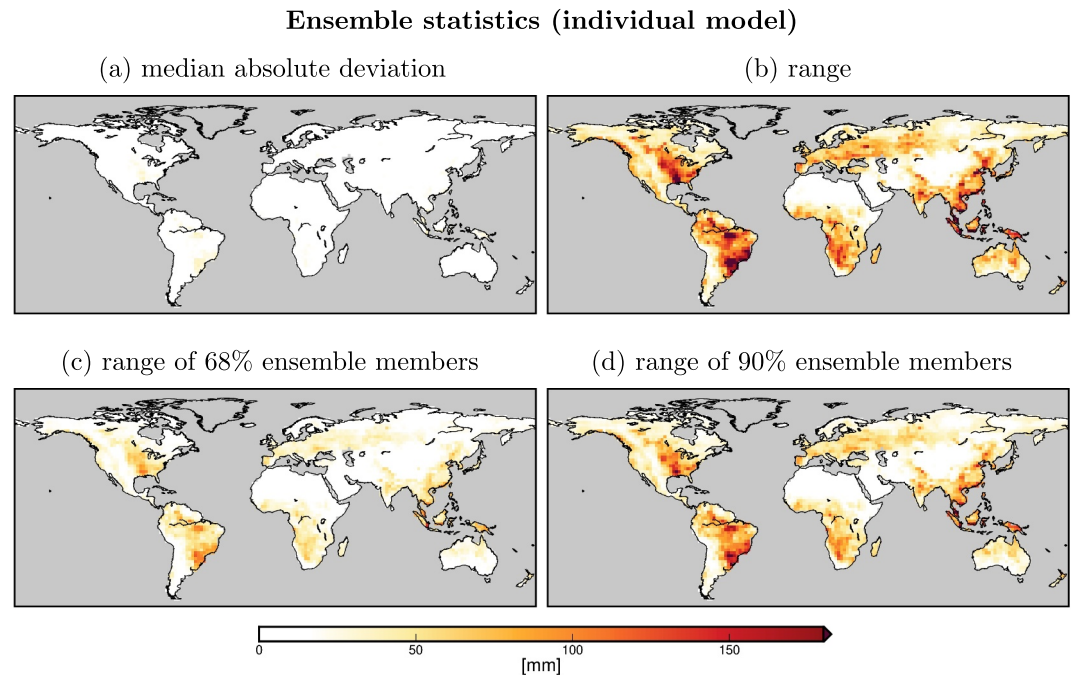 Ensemble statistics (individual model)
(a) median absolute deviation
(b) range
(c) range of 68% ensemble members
(d) range of 90% ensemble members
0 50 100 150
[mm]